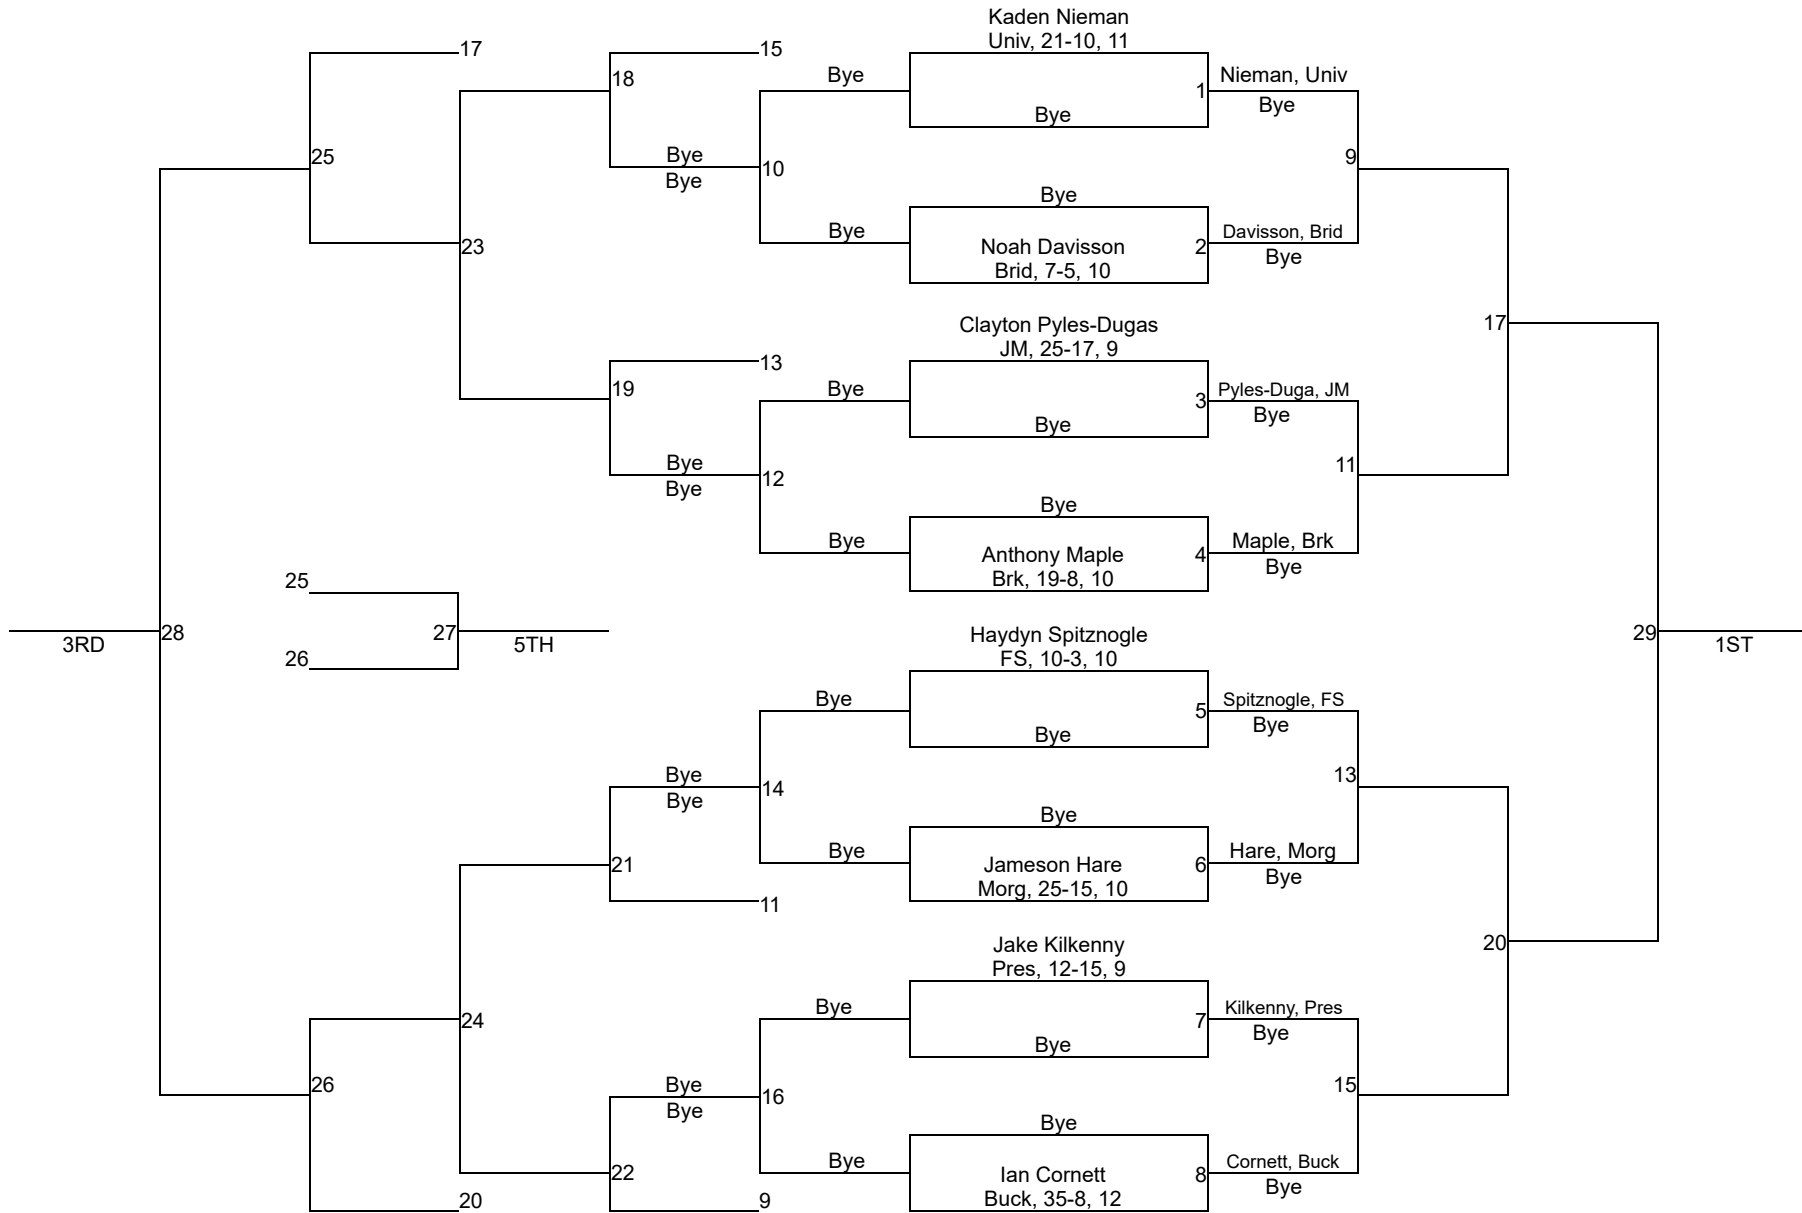 Kaden Nieman
Univ, 21-10, 11
17
15
18
Bye
Nieman, Univ
1
Bye
Bye
25
Bye
9
10
Bye
Bye
Bye
Davisson, Brid
23
Noah Davisson
2
Bye
Brid, 7-5, 10
Clayton Pyles-Dugas
17
JM, 25-17, 9
13
19
Bye
Pyles-Duga, JM
3
Bye
Bye
Bye
11
12
Bye
Bye
Bye
Maple, Brk
Anthony Maple
4
Bye
25
Brk, 19-8, 10
3RD
28
27
5TH
29
1ST
26
Haydyn Spitznogle
FS, 10-3, 10
Bye
Spitznogle, FS
5
Bye
Bye
Bye
13
14
Bye
Bye
Bye
Hare, Morg
21
Jameson Hare
6
Bye
Morg, 25-15, 10
11
Jake Kilkenny
20
Pres, 12-15, 9
Bye
Kilkenny, Pres
24
7
Bye
Bye
26
Bye
15
16
Bye
Bye
Bye
Cornett, Buck
22
Ian Cornett
8
Bye
20
9
Buck, 35-8, 12